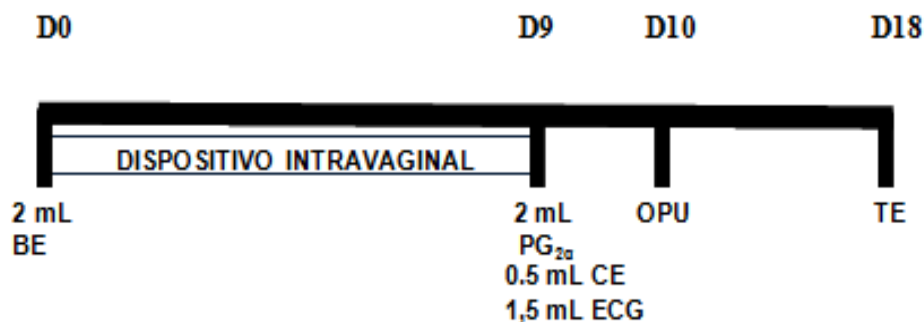 D0 D9 D10 D18
DISPOSITIVO INTRAVAGINAL
2 mL 2 mL OPU TE
BE PG2α
0.5 mL CE
1,5 mL ECG